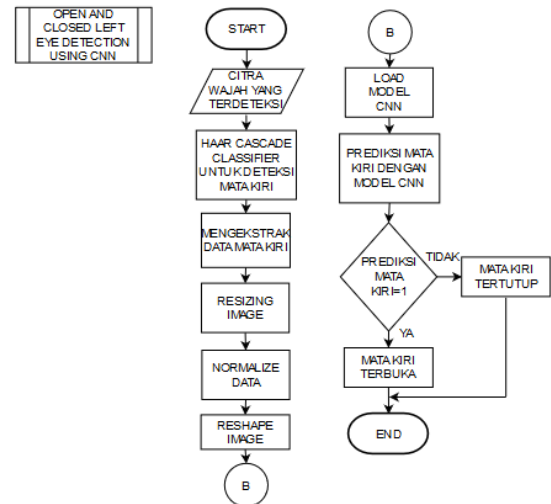 OPEN AND
CLOSED LEFT
EYE DETECTION
USING CNN
START
CITRA
WAJAH YANG
TERDETEKSI
HAAR CASCADE
CLASSIFIER
UNTUK DETEKSI
MATA KIRI
MENGEKSTRAK
DATA MATA KIRI
RESIZING
IMAGE
NORMALIZE
DATA
RESHAPE
IMAGE
B
B
LOAD
MODEL
CNN
PREDIKSI MATA
KIRI DENGAN
MODEL CNN
PREDIKSI
MATA
KIRI=1
TIDAK
MATA KIRI
TERTUTUP
YA
MATA KIRI
TERBUKA
END